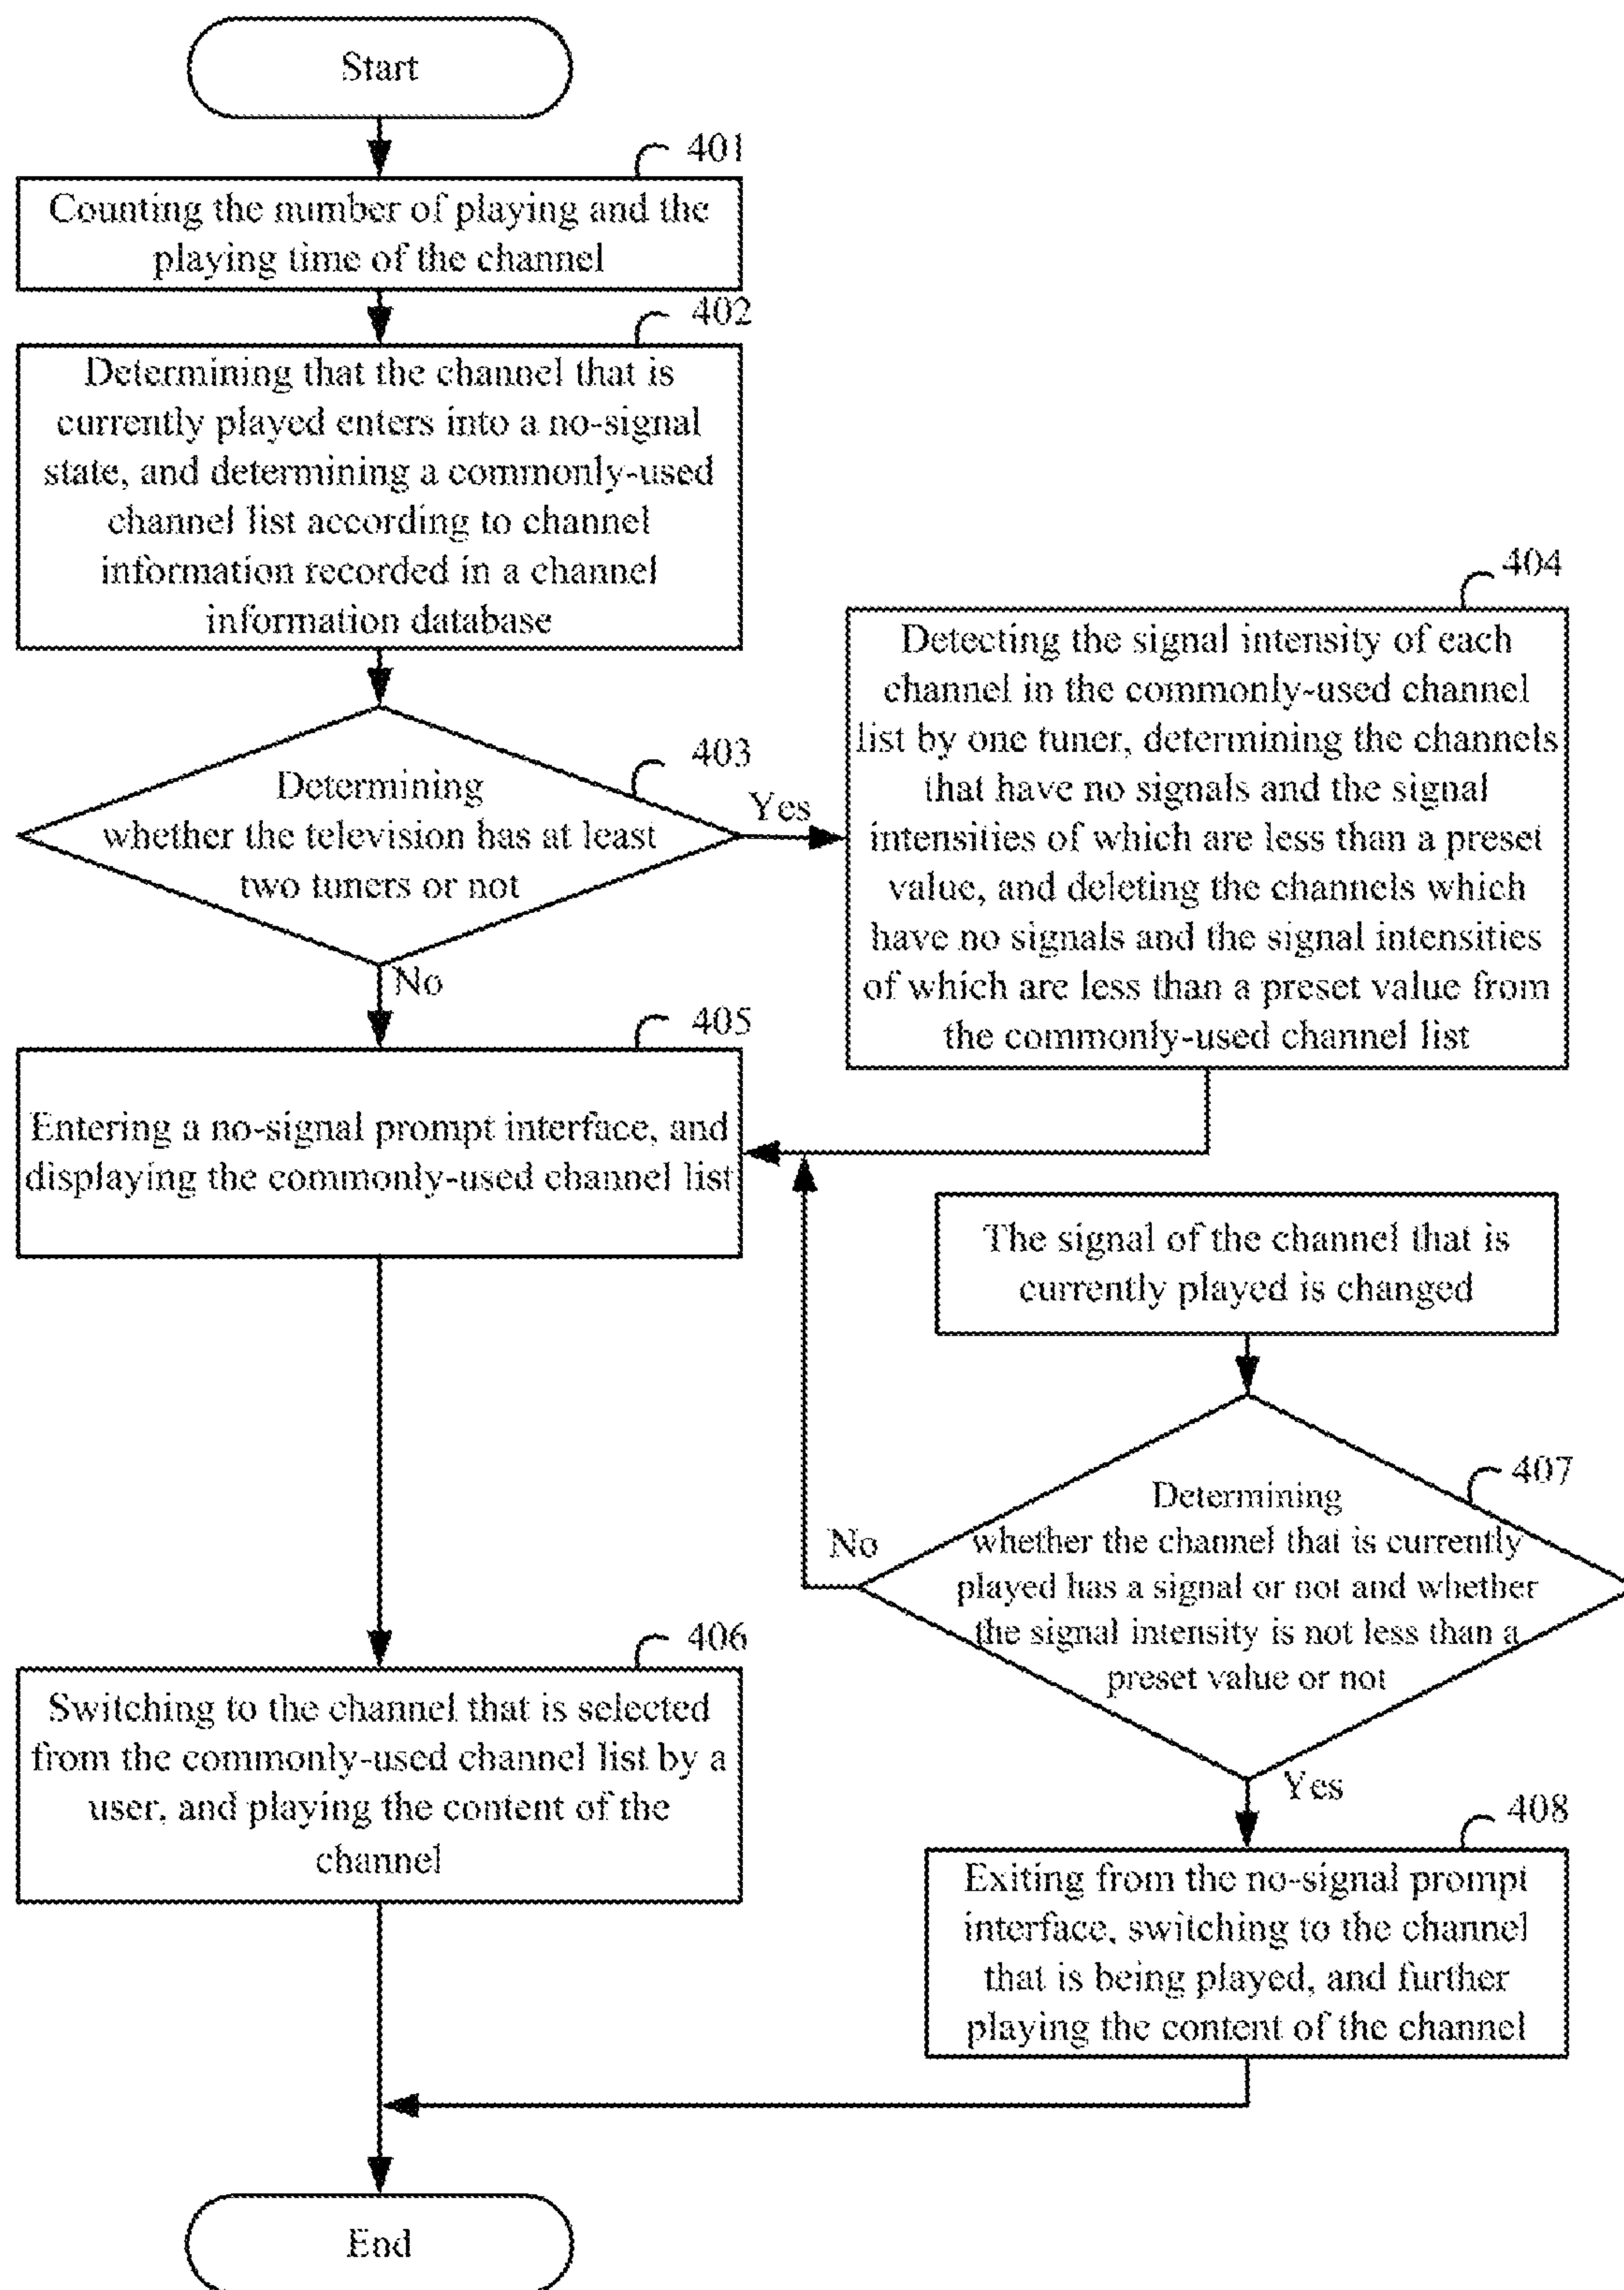 Start
401
Counting the number of playing and the
playing time of the channel
402
Determining that the channel that is
currently played enters into a no-signal
state, and determining a commonly-used
channel list according to channel
information recorded in a channel
information database
403
Determining
whether the television has at least
two tuners or not
Yes
No
404
Detecting the signal intensity of each
channel in the commonly-used channel
list by one tuner, determining the channels
that have no signals and the signal
intensities of which are less than a preset
value, and deleting the channels which
have no signals and the signal intensities
of which are less than a preset value from
the commonly-used channel list
405
Entering a no-signal prompt interface, and
displaying the commonly-used channel list
The signal of the channel that is
currently played is changed
407
Determining
whether the channel that is currently
played has a signal or not and whether
the signal intensity is not less than a
preset value or not
No
Yes
406
Switching to the channel that is selected
from the commonly-used channel list by a
user, and playing the content of the
channel
408
Exiting from the no-signal prompt
interface, switching to the channel
that is being played, and further
playing the content of the channel
End